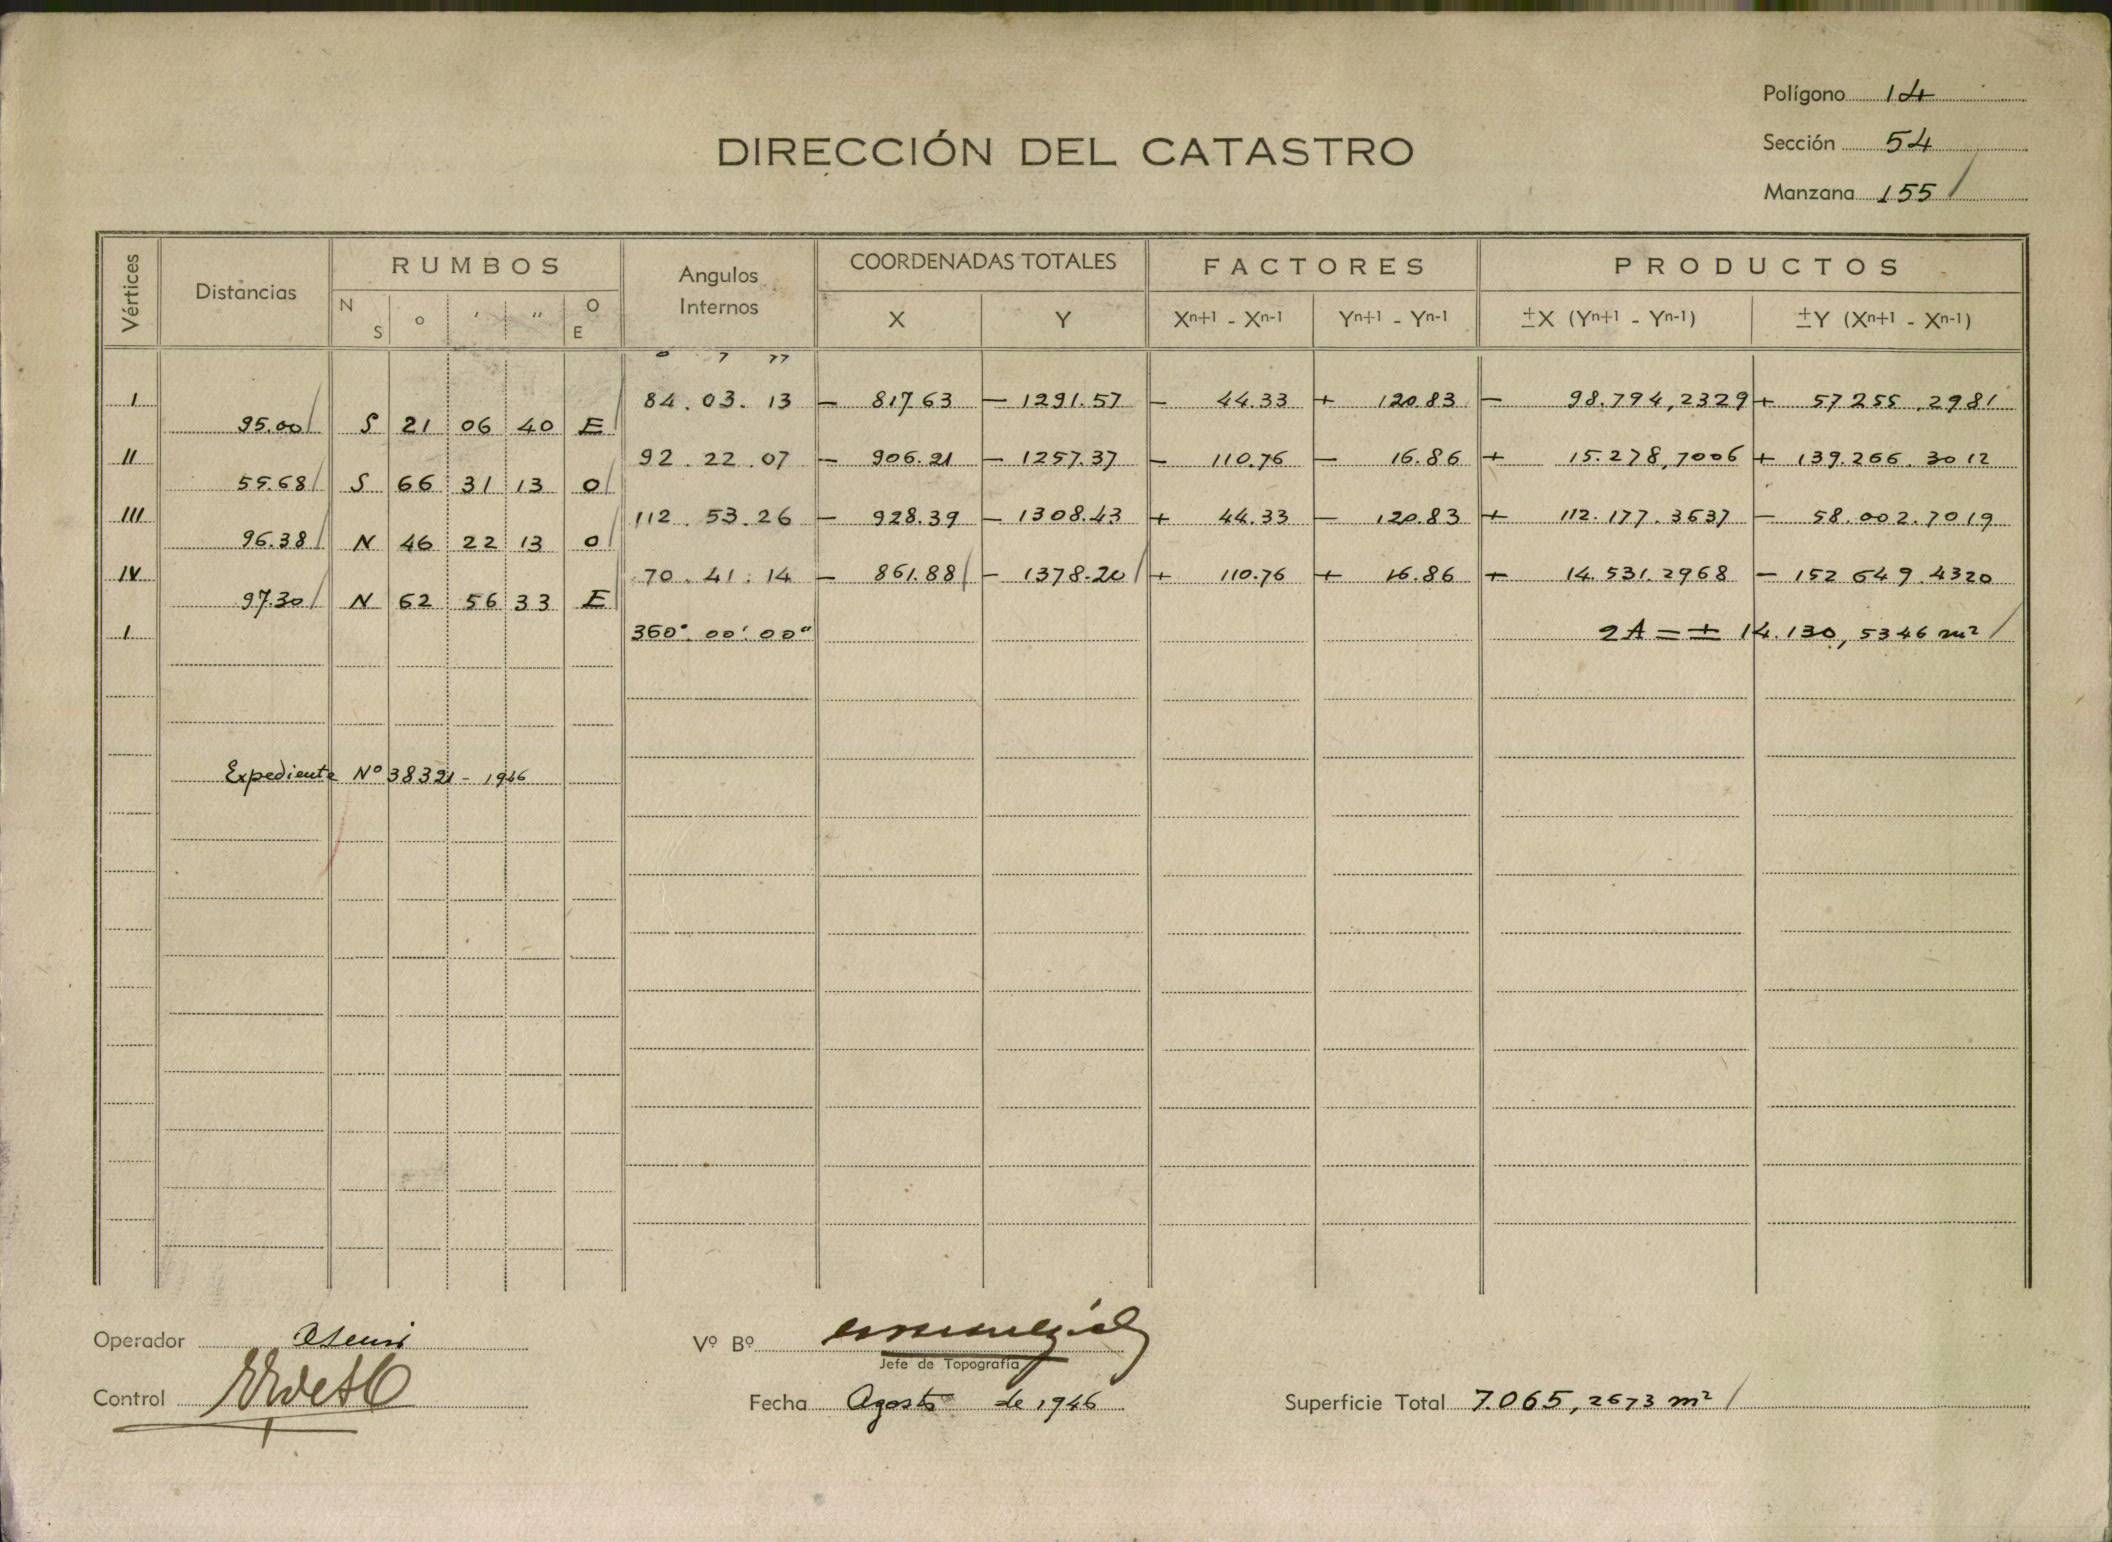 Polígono 14
DIRECCIÓN DEL CATASTRO
Sección 54
Manzana 155
Vértices Distancias RUMBOS Angulos Internos COORDENADAS TOTALES FACTORES PRODUCTOS
N S o ' '' O E X Y Xn+1 - Xn-1 Yn+1 - Yn-1 ±X (Yn+1 - Yn-1) ±Y (Xn+1 - Xn-1)
o ' ''
I 84.03.13 - 817.63 - 1291.57 - 44.33 + 120.83 - 98.794,2329 + 57255.2981
95.00 S 21 06 40 E
II 92.22.07 - 906.21 - 1257.37 - 110.76 - 16.86 + 15.278,7006 + 139.266.3012
55.68 S 66 31 13 O
III 112.53.26 - 928.39 - 1308.43 + 44.33 - 120.83 + 112.177.3637 - 58.002.7019
96.38 N 46 22 13 O
IV 70.41.14 - 861.88 - 1378.20 + 110.76 + 16.86 + 14.531.2968 - 152649.4320
97.30 N 62 56 33 E
I 360°.00'.00" 2A = ± 14.130,5346 m²
Expediente Nº 38321 - 1946
Operador
Vº Bº
Jefe de Topografía
Control
Fecha Agosto de 1946
Superficie Total 7.065,2673 m²